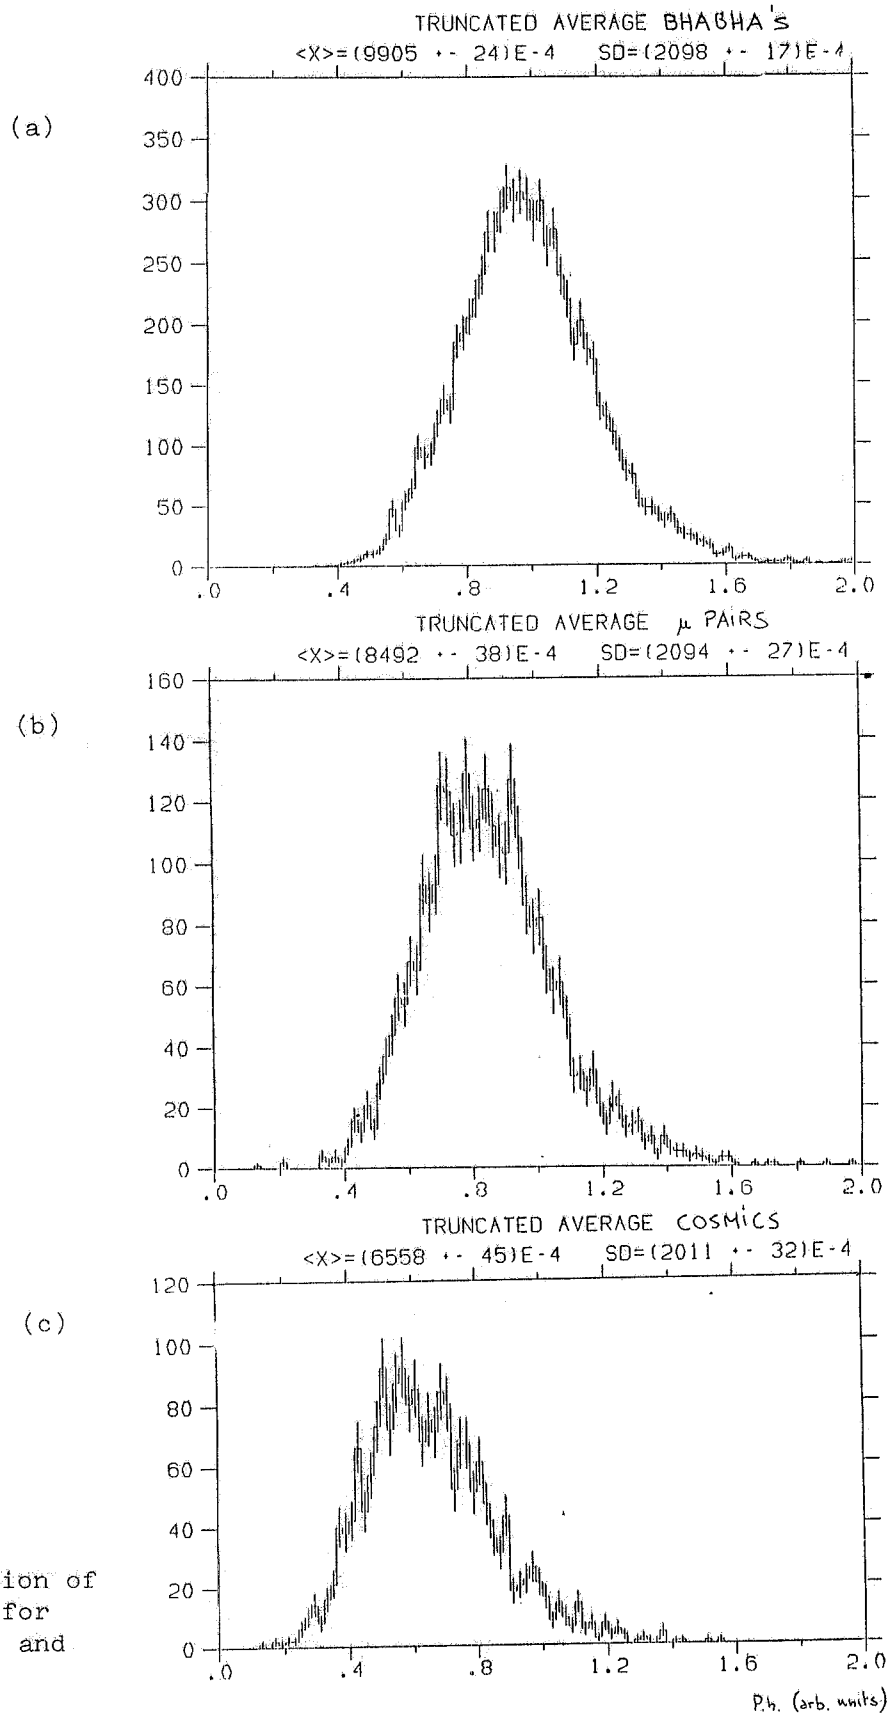 TRUNCATED AVERAGE BHABHA's
<X>=(9905 +- 24)E-4 SD=(2098 +- 17)E-4
(a)
400
350
300
250
200
150
100
50
0
.0 .4 .8 1.2 1.6 2.0
TRUNCATED AVERAGE μ PAIRS
<X>=(8492 +- 38)E-4 SD=(2094 +- 27)E-4
(b)
160
140
120
100
80
60
40
20
0
.0 .4 .8 1.2 1.6 2.0
TRUNCATED AVERAGE COSMICS
<X>=(6558 +- 45)E-4 SD=(2011 +- 32)E-4
(c)
120
100
80
60
40
20
0
.0 .4 .8 1.2 1.6 2.0
P.h. (arb. units)
ion of
for
and